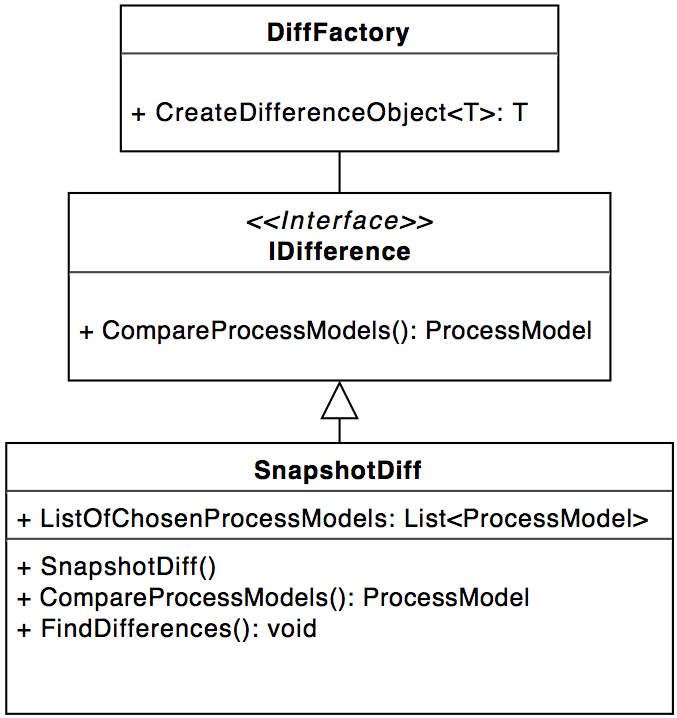 DiffFactory
+ CreateDifferenceObject<T>: T
<<Interface>>
IDifference
+ CompareProcessModels(): ProcessModel
SnapshotDiff
+ ListOfChosenProcessModels: List<ProcessModel>
+ SnapshotDiff()
+ CompareProcessModels(): ProcessModel
+ FindDifferences(): void